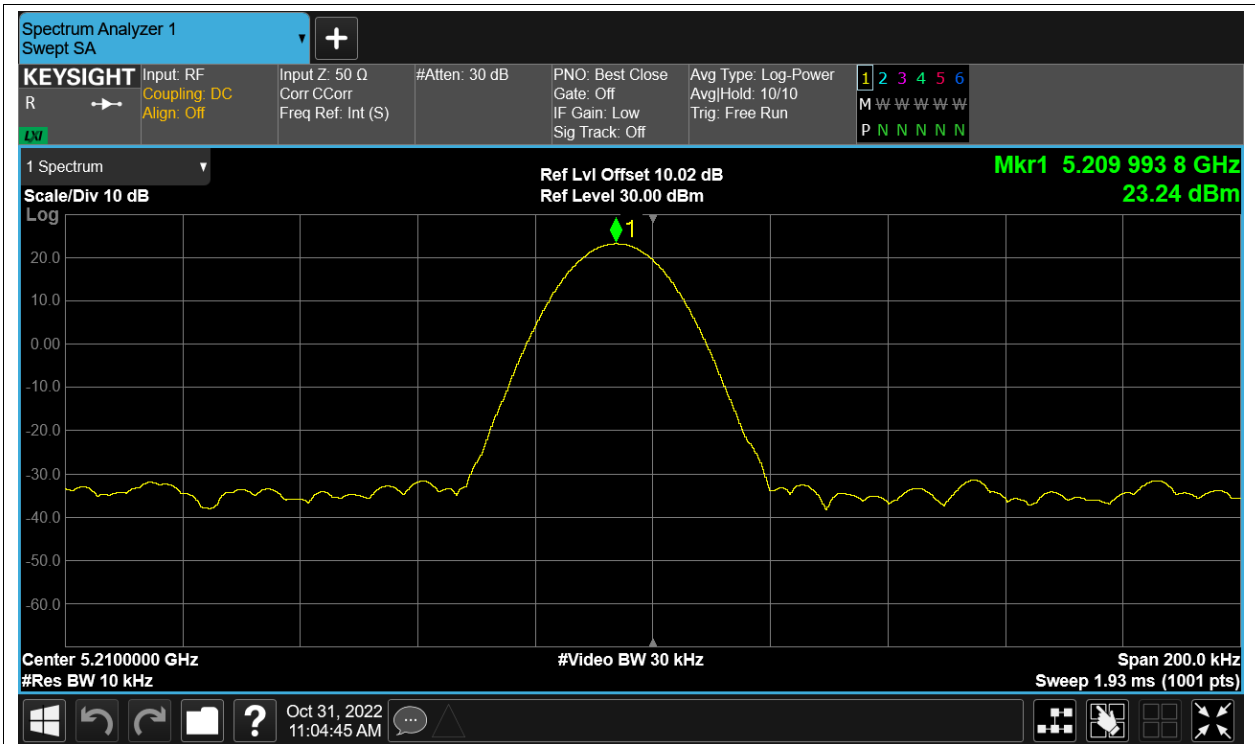 Spectrum Analyzer 1
Swept SA
+
KEYSIGHT
R
LXI
Input: RF
Coupling: DC
Align: Off
Input Z: 50 Ω
Corr CCorr
Freq Ref: Int (S)
#Atten: 30 dB
PNO: Best Close
Gate: Off
IF Gain: Low
Sig Track: Off
Avg Type: Log-Power
Avg|Hold: 10/10
Trig: Free Run
1 2 3 4 5 6
M W W W W W
P N N N N N
1 Spectrum
Scale/Div 10 dB
Ref Lvl Offset 10.02 dB
Ref Level 30.00 dBm
Mkr1 5.209 993 8 GHz
23.24 dBm
Log
1
20.0
10.0
0.00
-10.0
-20.0
-30.0
-40.0
-50.0
-60.0
Center 5.2100000 GHz
#Video BW 30 kHz
Span 200.0 kHz
#Res BW 10 kHz
Sweep 1.93 ms (1001 pts)
?
Oct 31, 2022
11:04:45 AM